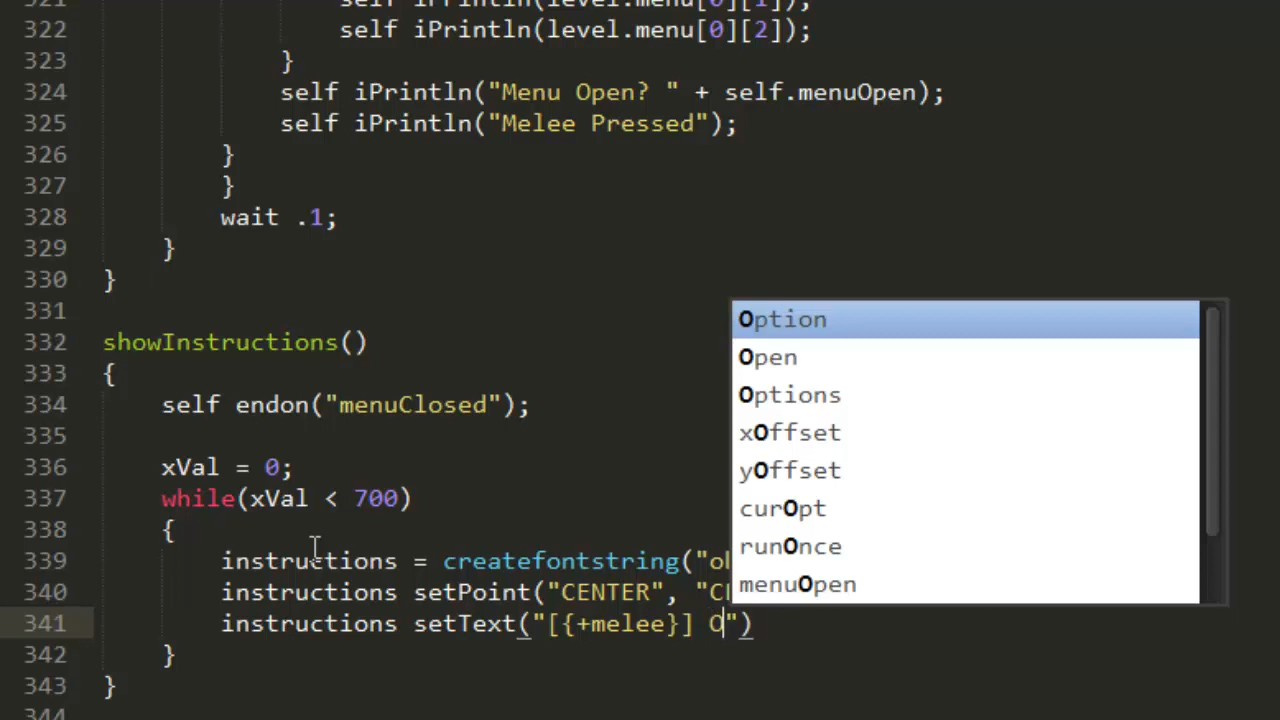 321 self iPrintln(level.menu[0][1]);
322 self iPrintln(level.menu[0][2]);
323 }
324 self iPrintln("Menu Open? " + self.menuOpen);
325 self iPrintln("Melee Pressed");
326 }
327 }
328 wait .1;
329 }
330 }
331
332 showInstructions()
333 {
334 self endon("menuClosed");
335
336 xVal = 0;
337 while(xVal < 700)
338 {
339 instructions = createfontstring("
340 instructions setPoint("CENTER", "
341 instructions setText("[{+melee}] O")
342 }
343 }
344
Option
Open
Options
xOffset
yOffset
curOpt
runOnce
menuOpen